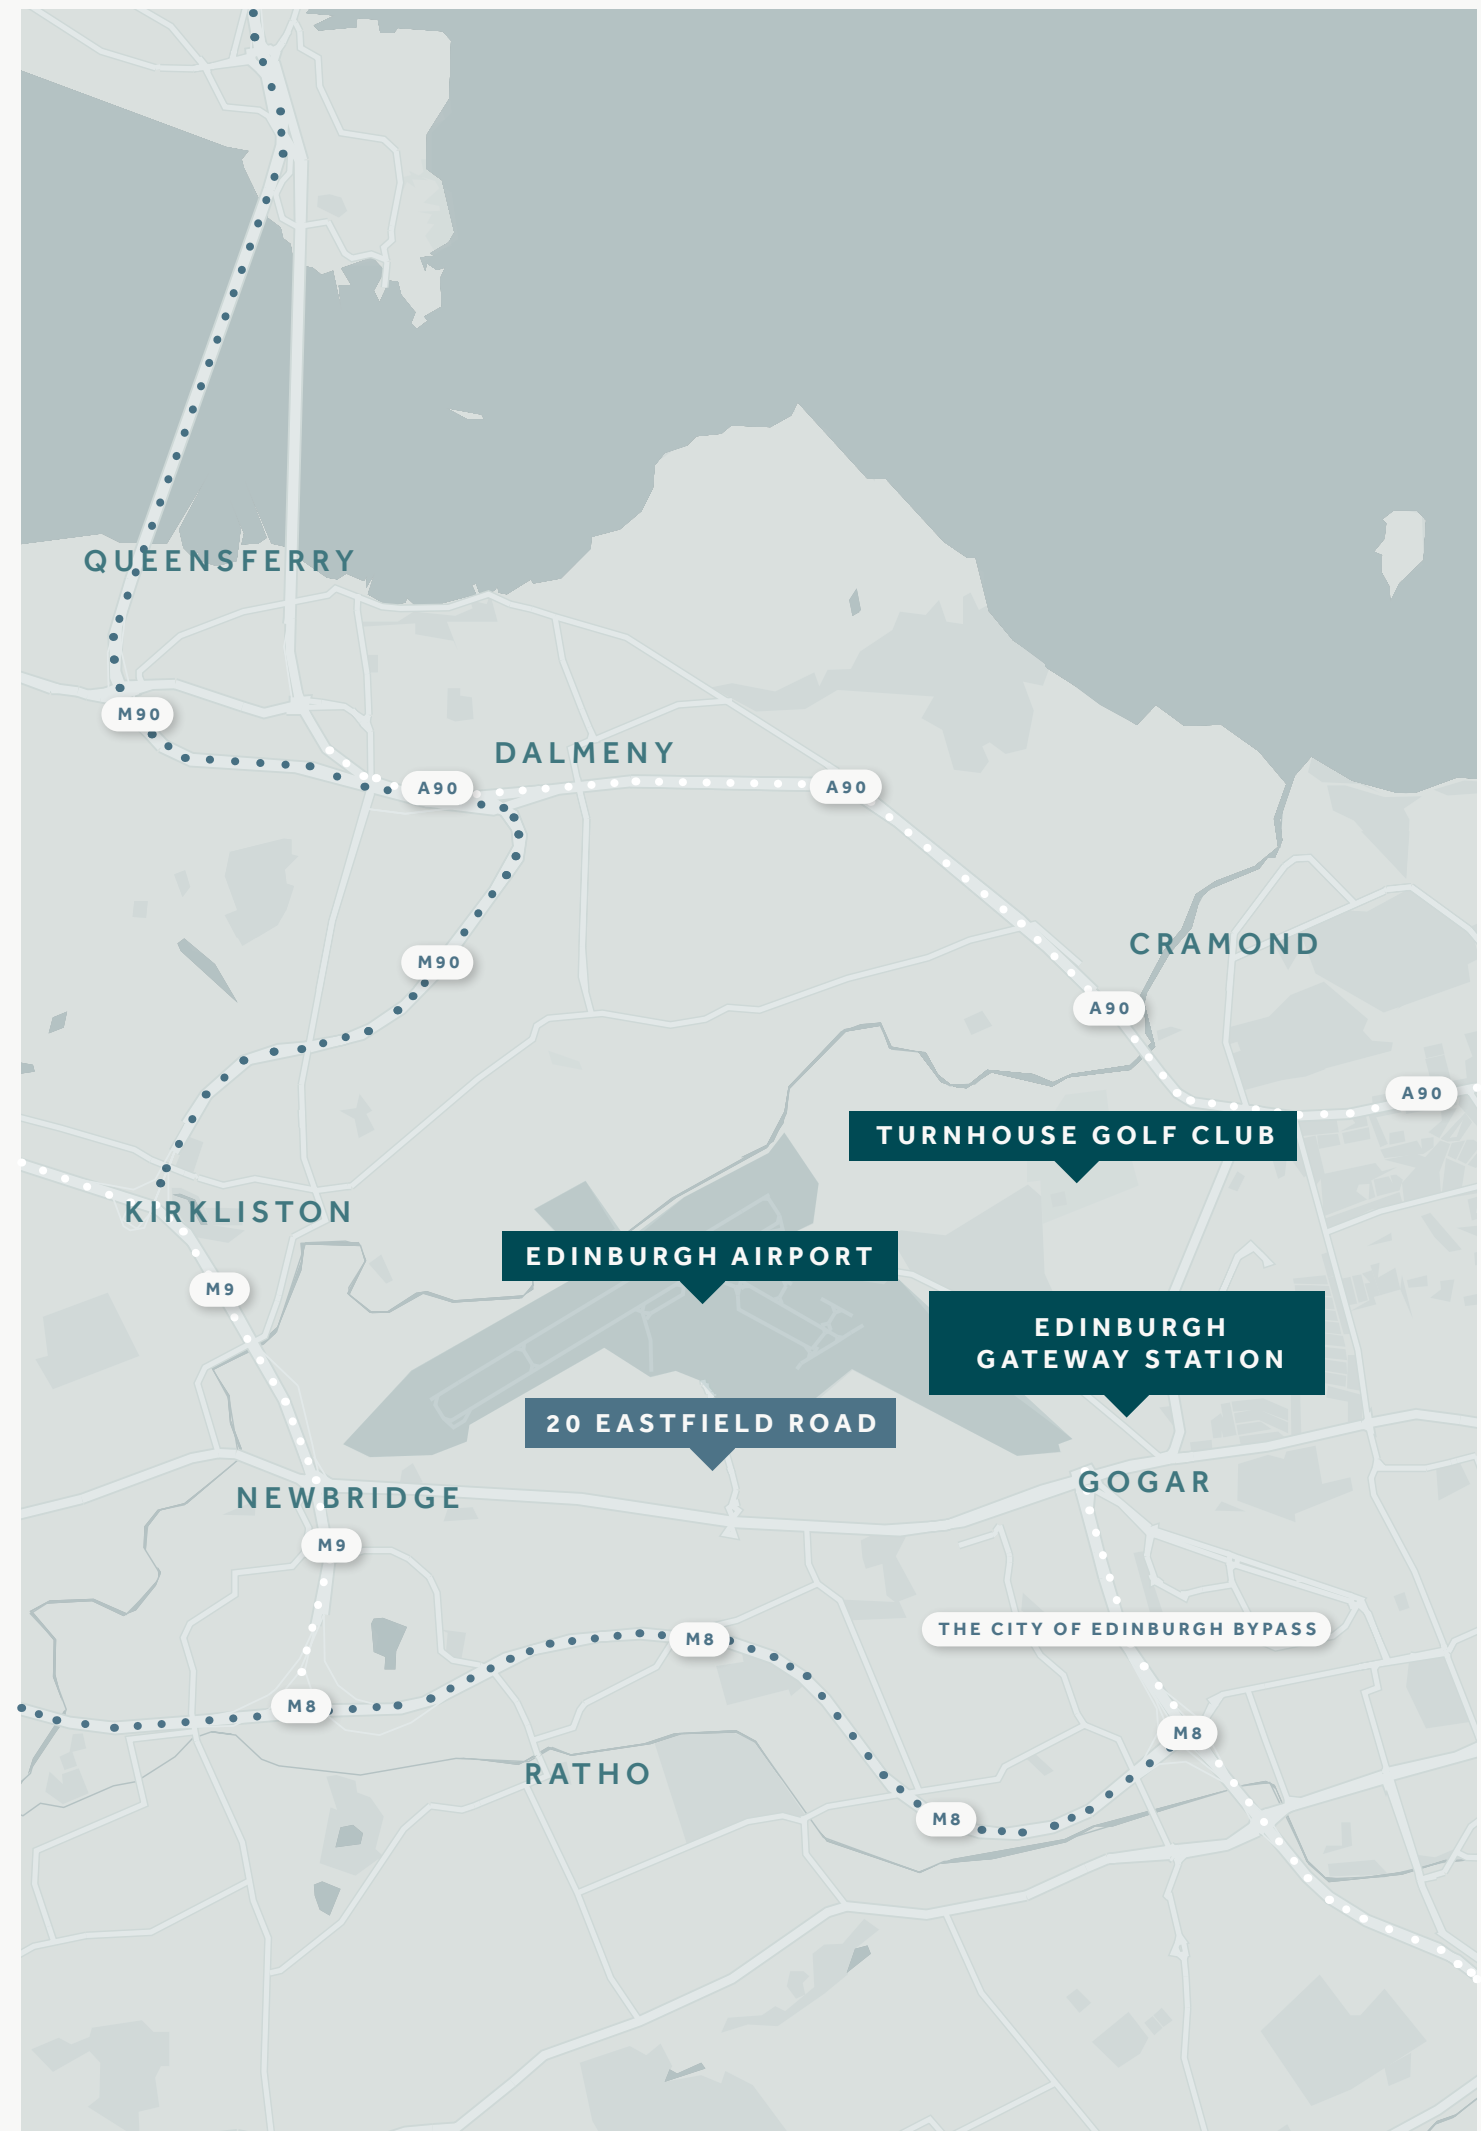 QUEENSFERRY
M90
DALMENY
A90
A90
CRAMOND
M90
A90
A90
TURNHOUSE GOLF CLUB
KIRKLISTON
EDINBURGH AIRPORT
M9
EDINBURGH
GATEWAY STATION
20 EASTFIELD ROAD
GOGAR
NEWBRIDGE
M9
THE CITY OF EDINBURGH BYPASS
M8
M8
M8
RATHO
M8